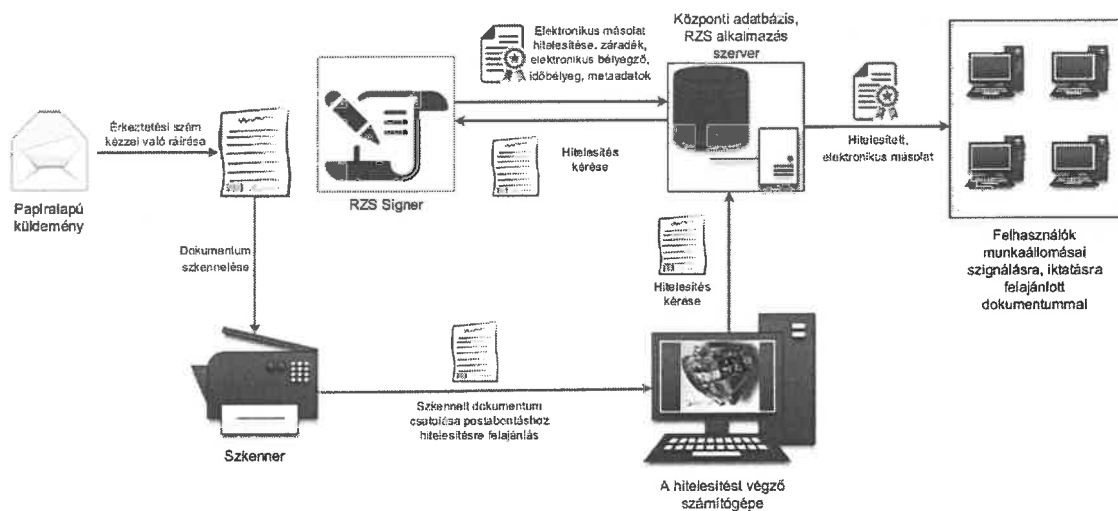 Elektronikus másolat
hitelesítése, záradék,
elektronikus bélyegző,
időbélyeg, metaadatok
Központi adatbázis,
RZS alkalmazás
szerver
Érkeztetési szám
kézzel való ráírása
Hitelesítés
kérése
Hitelesített,
elektronikus másolat
Papíralapú
küldemény
RZS Signer
Dokumentum
szkennelése
Hitelesítés
kérése
Felhasználók
munkaállomásai
szignálásra, iktatásra
felajánlott
dokumentummal
Szkennelt dokumentum
csatolása postabontáshoz
hitelesítésre felajánlás
Szkenner
A hitelesítést végző
számítógépe